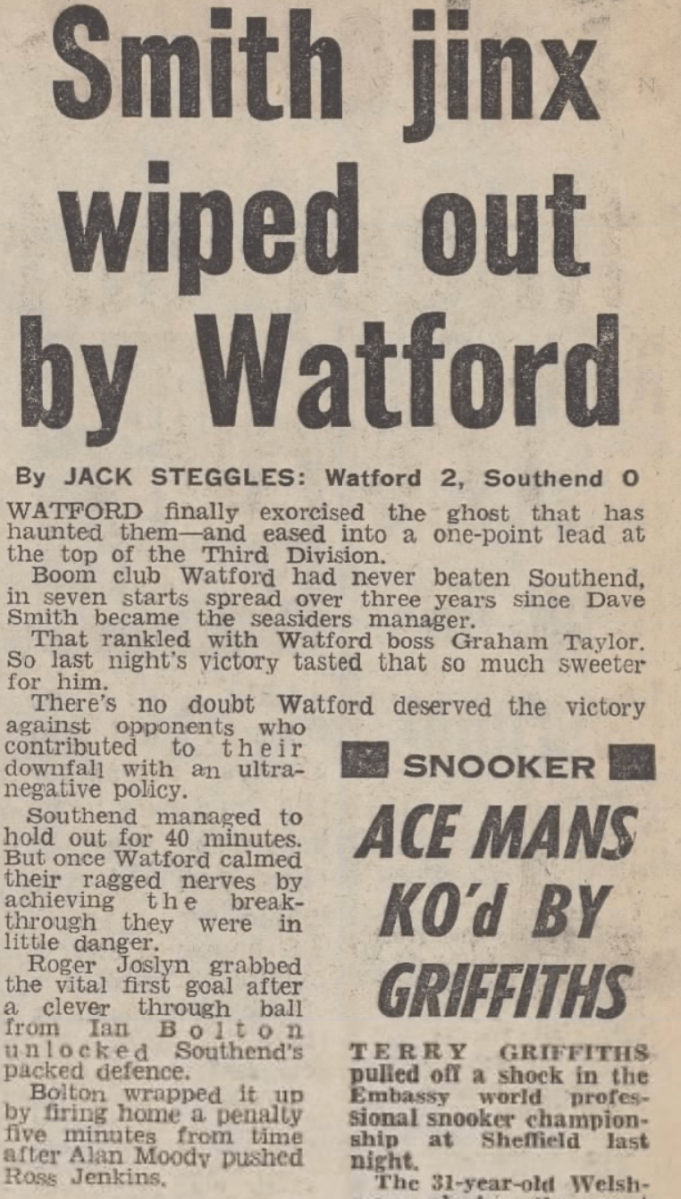 Smith jinx
wiped out
by Watford
By JACK STEGGLES: Watford 2, Southend 0
WATFORD finally exorcised the ghost that has
haunted them—and eased into a one-point lead at
the top of the Third Division.
Boom club Watford had never beaten Southend,
in seven starts spread over three years since Dave
Smith became the seasiders manager.
That rankled with Watford boss Graham Taylor.
So last night's victory tasted that so much sweeter
for him.
There's no doubt Watford deserved the victory
against opponents who
contributed to their
downfall with an ultra-
negative policy.
Southend managed to
hold out for 40 minutes.
But once Watford calmed
their ragged nerves by
achieving the break-
through they were in
little danger.
Roger Joslyn grabbed
the vital first goal after
a clever through ball
from Ian Bolton
unlocked Southend's
packed defence.
Bolton wrapped it up
by firing home a penalty
five minutes from time
after Alan Moody pushed
Ross Jenkins.
SNOOKER
ACE MANS
KO'd BY
GRIFFITHS
TERRY GRIFFITHS
pulled off a shock in the
Embassy world profes-
sional snooker champion-
ship at Sheffield last
night.
The 31-year-old Welsh-